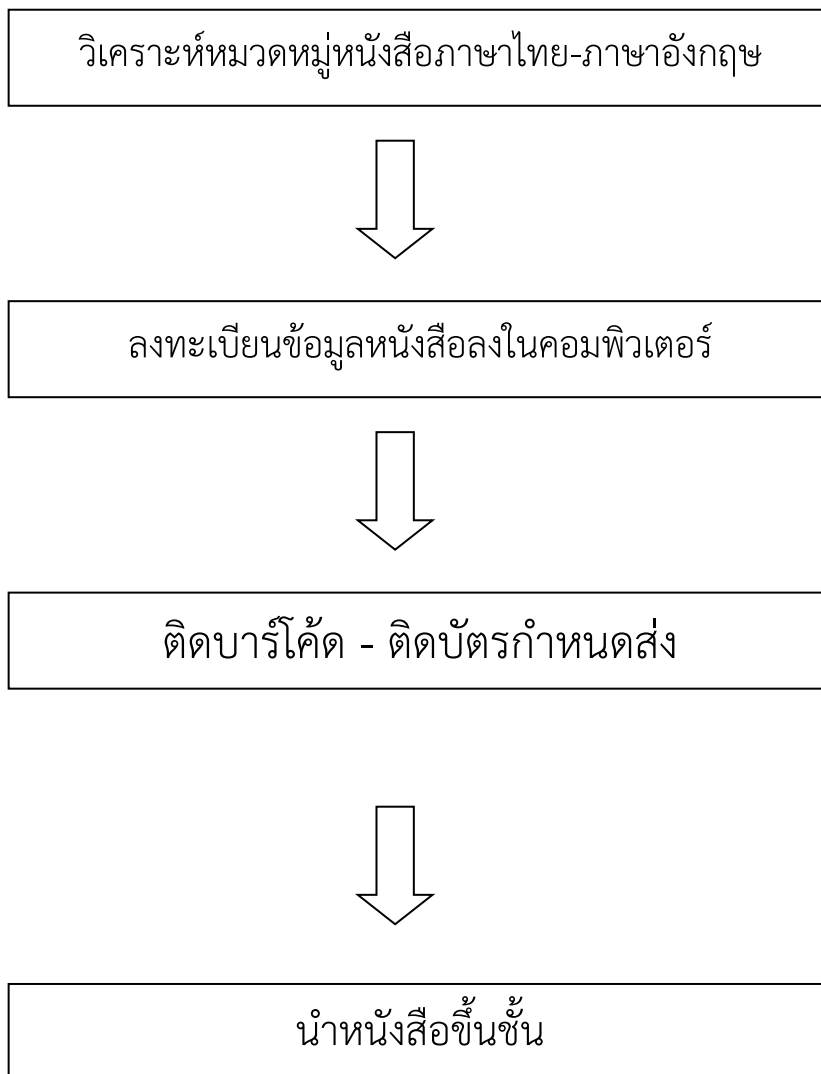 วิเคราะห์หมวดหมู่หนังสือภาษาไทย-ภาษาอังกฤษ
ลงทะเบียนข้อมูลหนังสือลงในคอมพิวเตอร์
ติดบาร์โค้ด - ติดบัตรกำหนดส่ง
นำหนังสือขึ้นชั้น